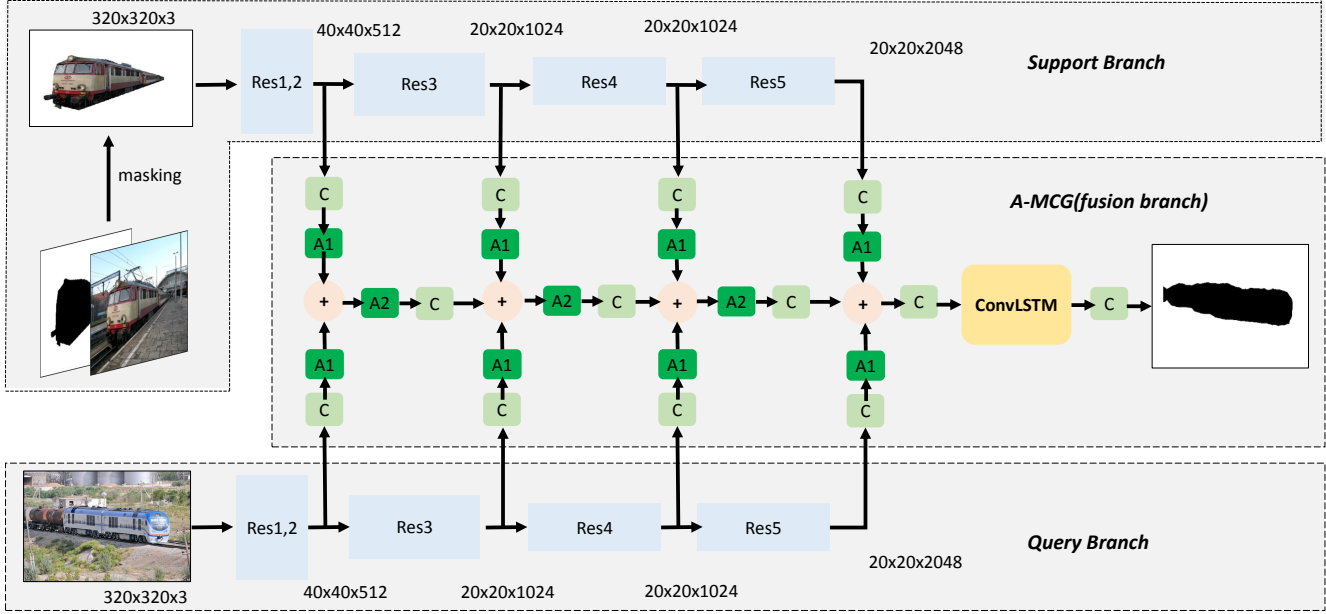 320x320x3
40x40x512
20x20x1024
20x20x1024
20x20x2048
Support Branch
Res1,2
Res3
Res4
Res5
masking
A-MCG(fusion branch)
C
C
C
C
A1
A1
A1
A1
+
A2
C
+
A2
C
+
A2
C
+
C
ConvLSTM
C
A1
A1
A1
A1
C
C
C
C
Res1,2
Res3
Res4
Res5
Query Branch
320x320x3
40x40x512
20x20x1024
20x20x1024
20x20x2048